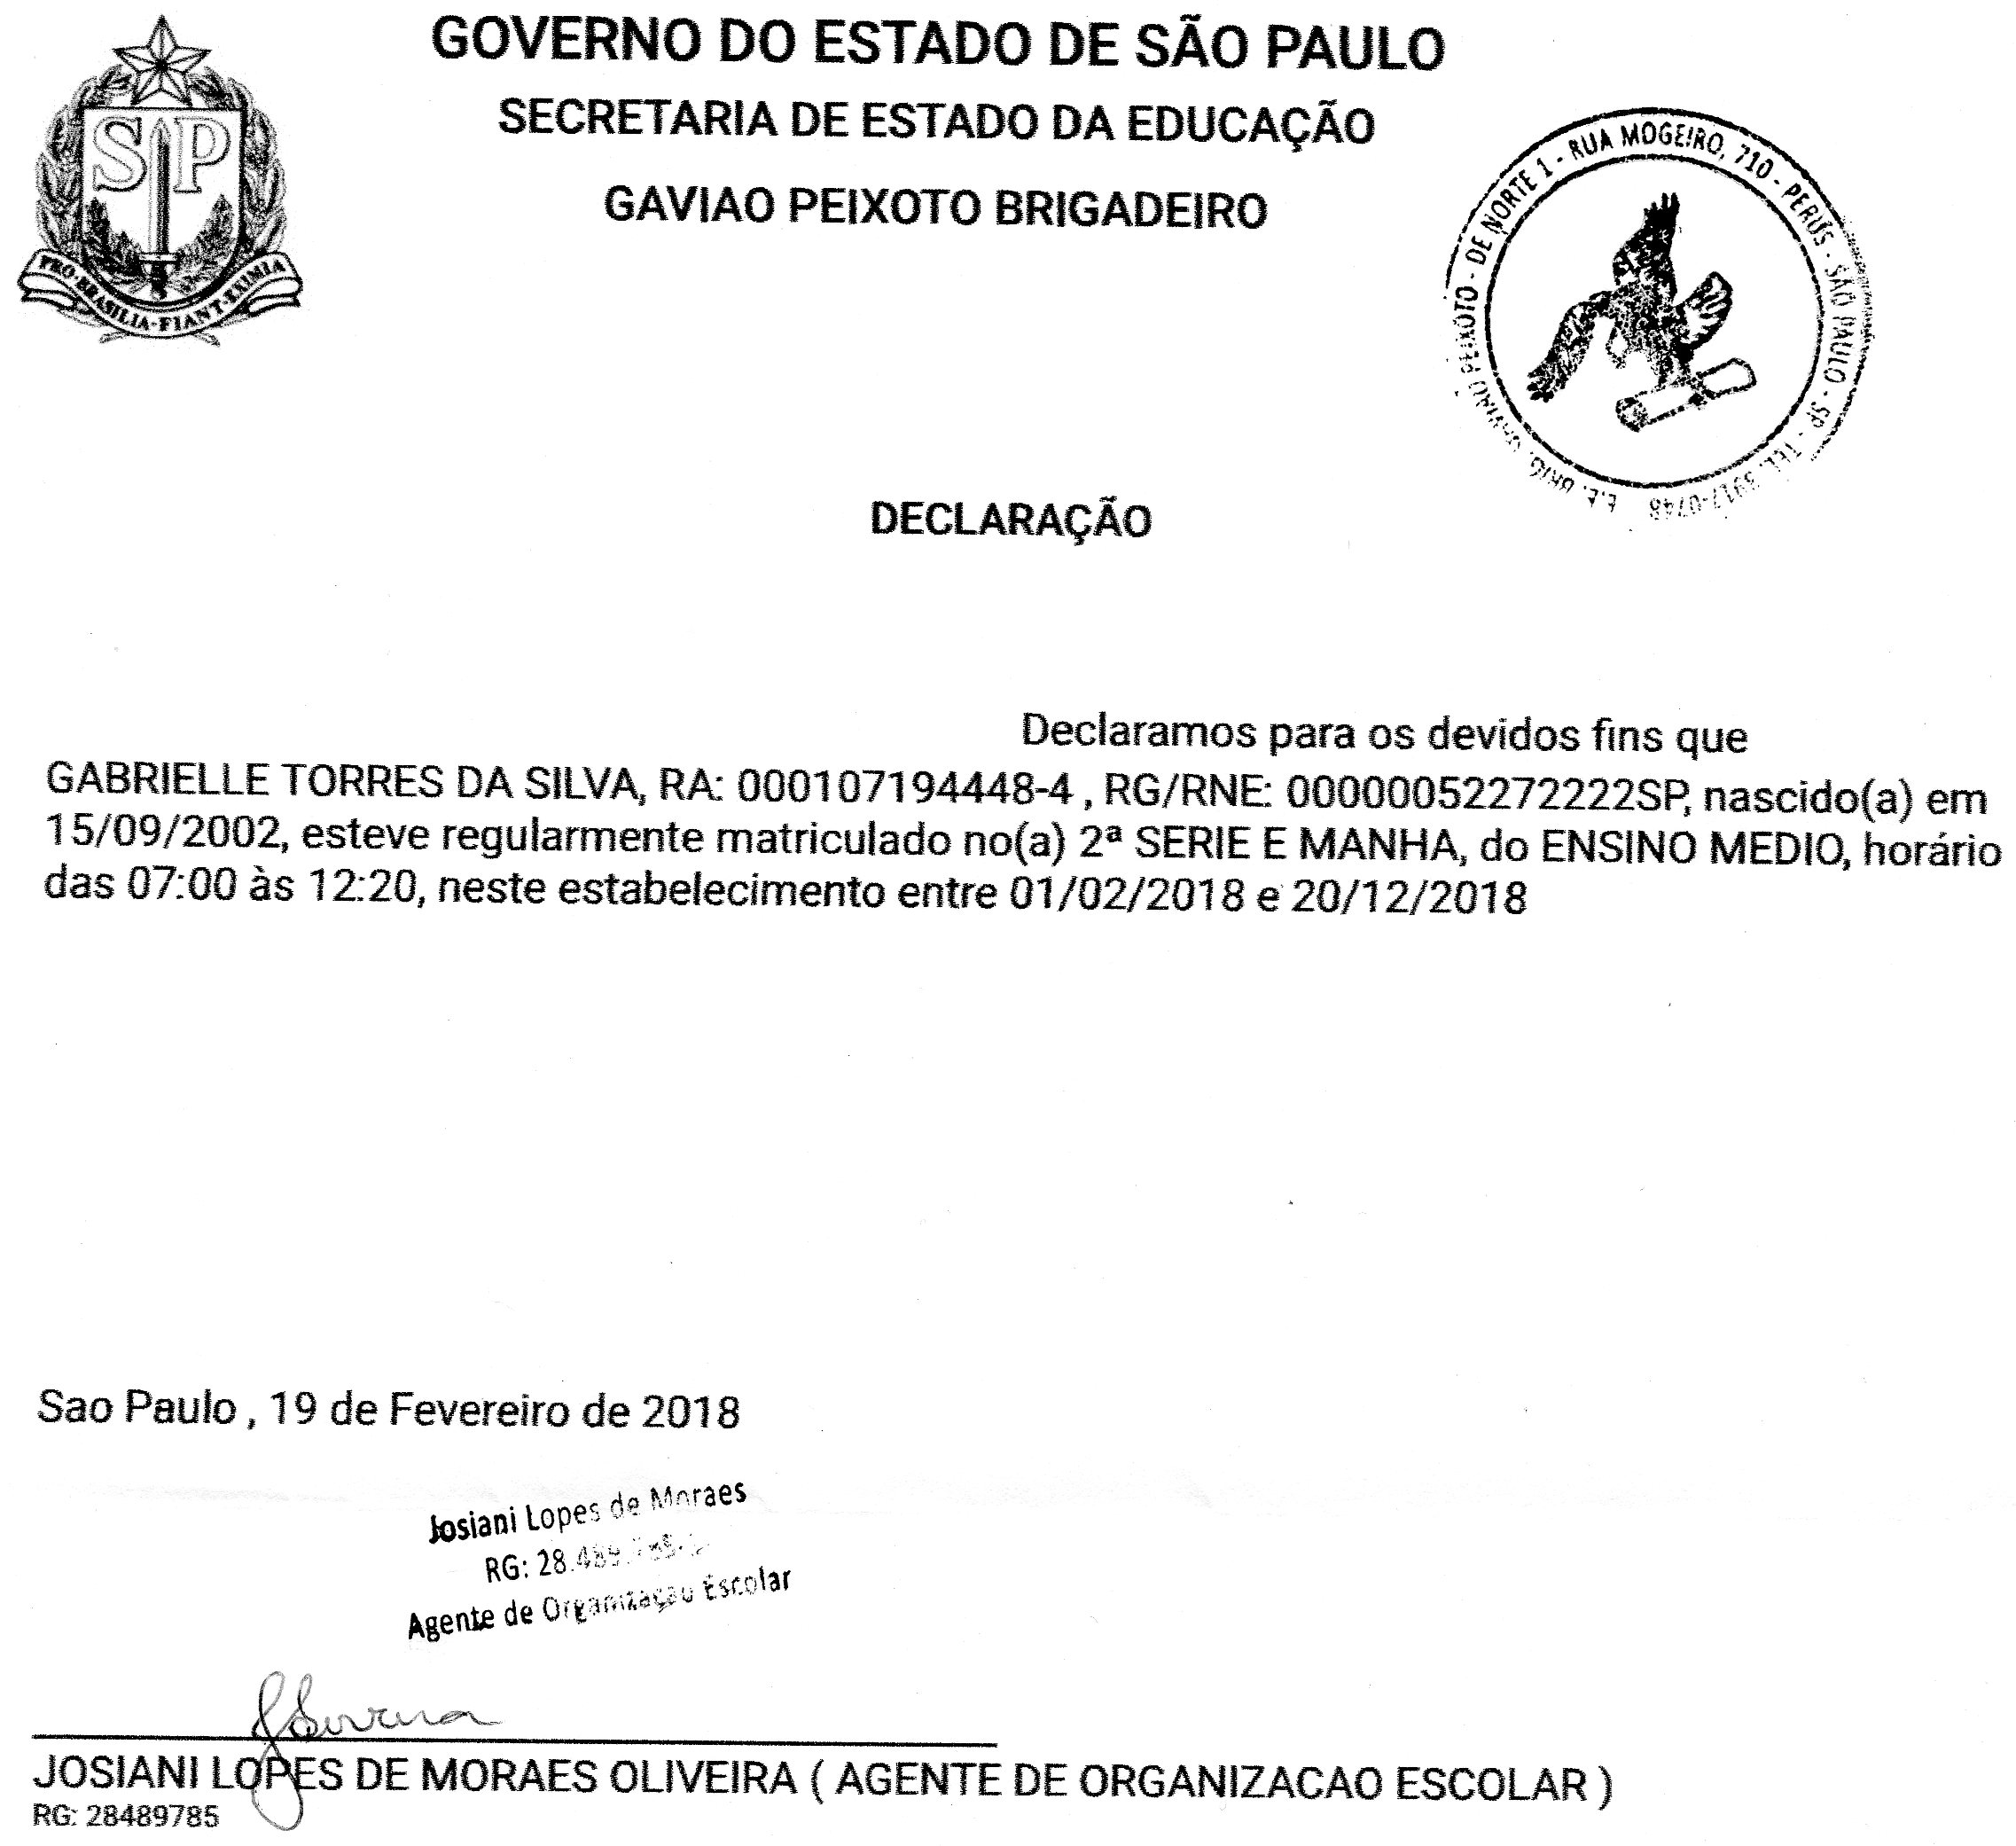 GOVERNO DO ESTADO DE SÃO PAULO
SECRETARIA DE ESTADO DA EDUCAÇÃO
GAVIAO PEIXOTO BRIGADEIRO
SP
PRO·BRASILIA·FIANT·EXIMIA
E.E. BRIG. GAVIÃO PEIXOTO - DE NORTE 1 - RUA MOGEIRO, 710 - PERUS - SÃO PAULO - SP - TEL. 3917-0748
DECLARAÇÃO
Declaramos para os devidos fins que
GABRIELLE TORRES DA SILVA, RA: 000107194448-4 , RG/RNE: 00000052272222SP, nascido(a) em
15/09/2002, esteve regularmente matriculado no(a) 2ª SERIE E MANHA, do ENSINO MEDIO, horário
das 07:00 às 12:20, neste estabelecimento entre 01/02/2018 e 20/12/2018
Sao Paulo , 19 de Fevereiro de 2018
Josiani Lopes de Moraes
RG: 28.489.785
Agente de Organização Escolar
JOSIANI LOPES DE MORAES OLIVEIRA ( AGENTE DE ORGANIZACAO ESCOLAR )
RG: 28489785